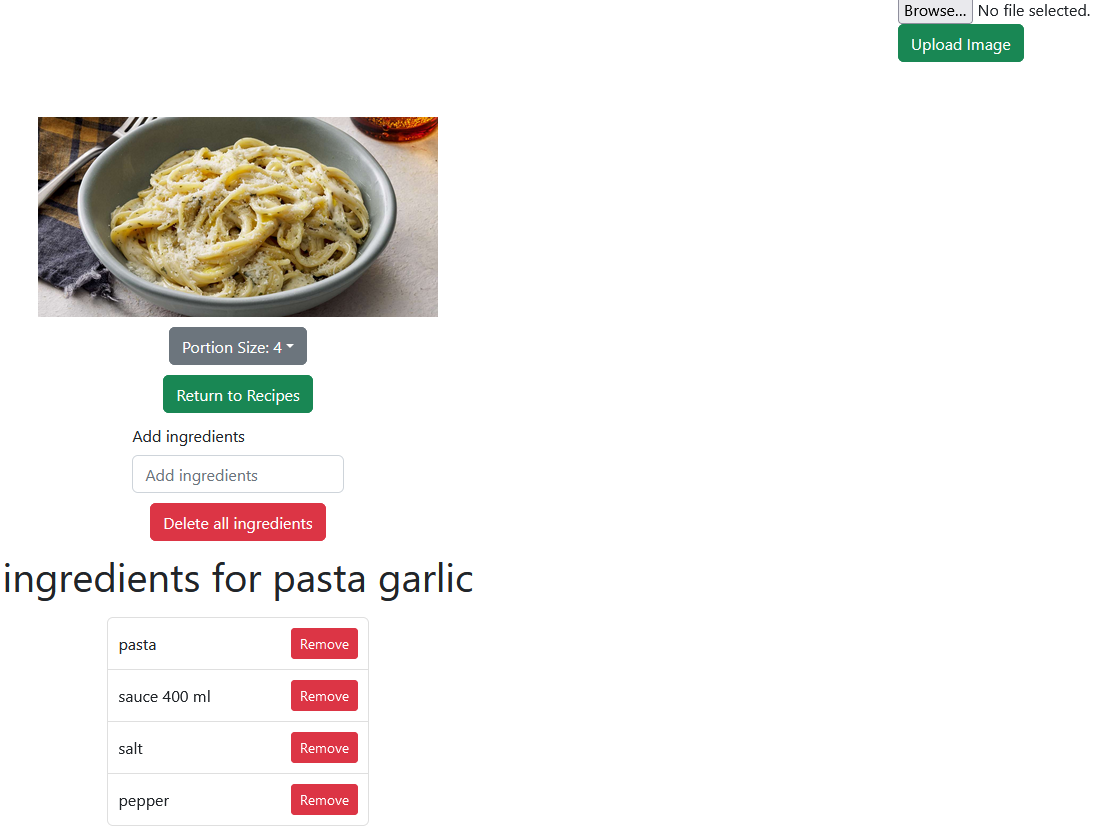 Browse... No file selected.
Upload Image
Portion Size: 4
Return to Recipes
Add ingredients
Add ingredients
Delete all ingredients
ingredients for pasta garlic
pasta Remove
sauce 400 ml Remove
salt Remove
pepper Remove